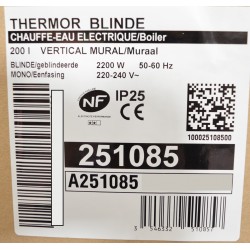 THERMOR BLINDE
CHAUFFE-EAU ELECTRIQUE/Boiler
200 l VERTICAL MURAL/Muraal
BLINDE/geblindeerde 2200 W 50-60 Hz
MONO/Eenfasing 220-240 V~
NF IP25
CE
100025108500
251085
A251085